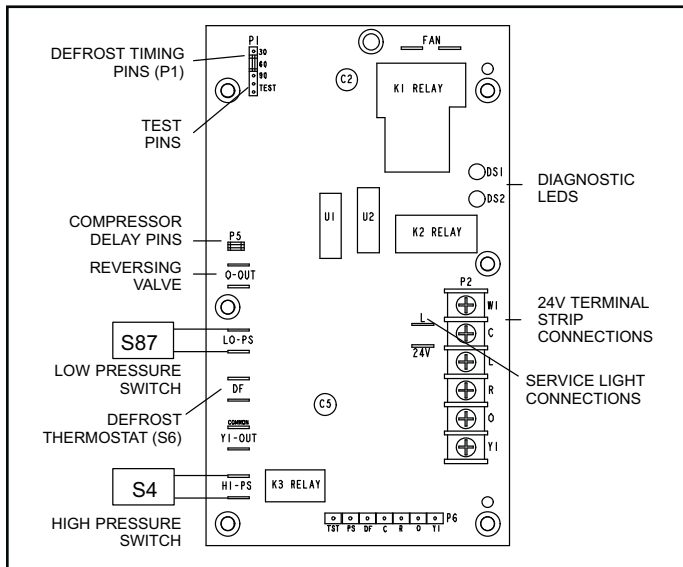 DEFROST TIMING
PINS (P1)
TEST
PINS
COMPRESSOR
DELAY PINS
REVERSING
VALVE
S87
LOW PRESSURE
SWITCH
DEFROST
THERMOSTAT (S6)
S4
HIGH PRESSURE
SWITCH
P1
30
60
90
TEST
FAN
C2
K1 RELAY
DS1
DS2
U1
U2
K2 RELAY
P5
O-OUT
LO-PS
DF
COMMON
Y1-OUT
HI-PS
C5
K3 RELAY
L
24V
P2
W1
C
L
R
O
Y1
TST PS DF C R O Y1
P6
DIAGNOSTIC
LEDS
24V TERMINAL
STRIP
CONNECTIONS
SERVICE LIGHT
CONNECTIONS